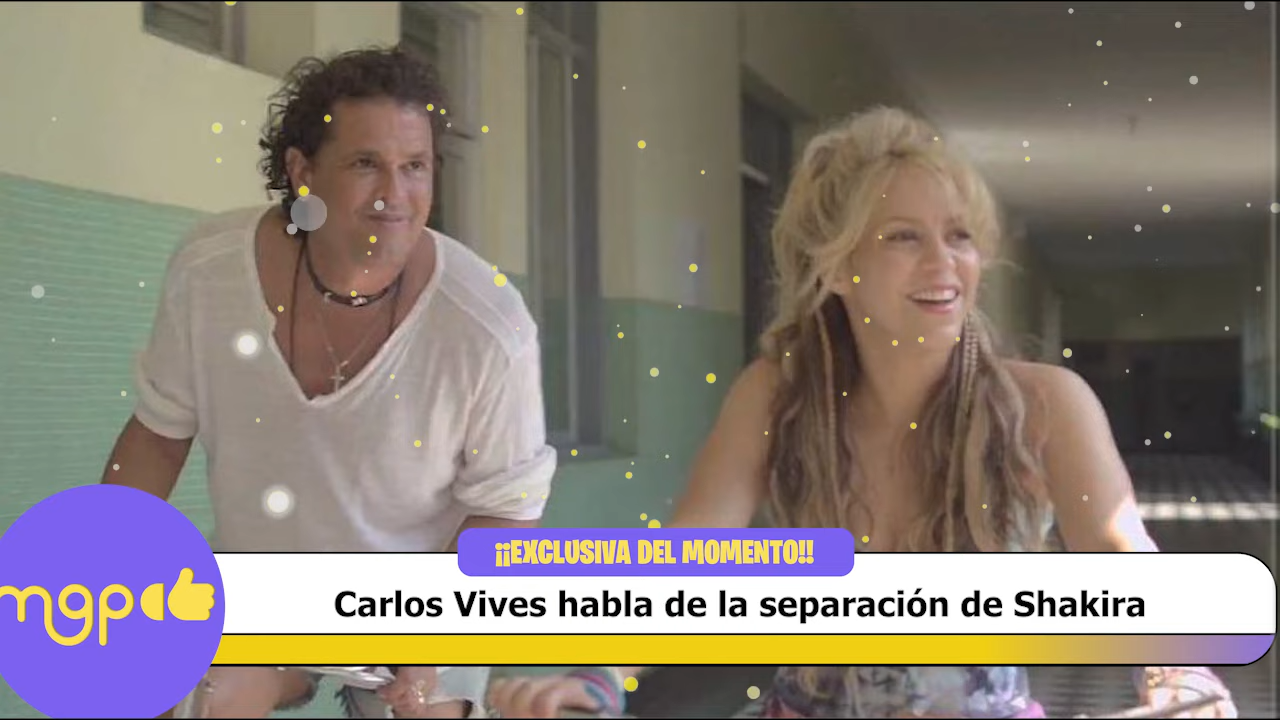 ¡¡EXCLUSIVA DEL MOMENTO!!
Carlos Vives habla de la separación de Shakira
mgp